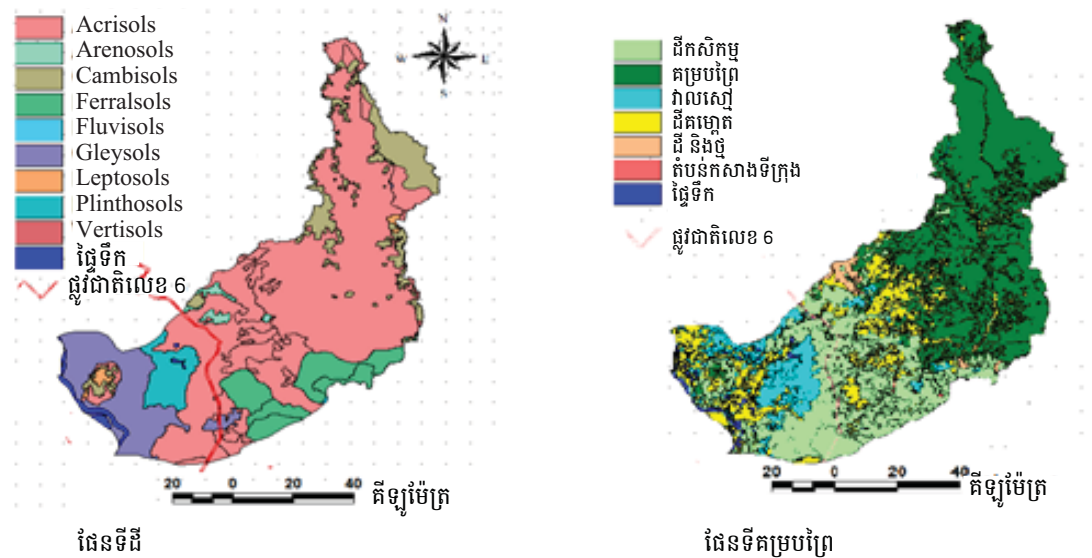 Acrisols
Arenosols
Cambisols
Ferralsols
Fluvisols
Gleysols
Leptosols
Plinthosols
Vertisols
ផ្ទៃទឹក
ផ្លូវជាតិលេខ 6
N
W
E
S
20 0 20 40 គីឡូម៉ែត្រ
ផែនទីដី
ដីកសិកម្ម
គម្របព្រៃ
វាលស្មៅ
ដីគម្ពោត
ដី និងថ្ម
តំបន់កសាងទីក្រុង
ផ្ទៃទឹក
ផ្លូវជាតិលេខ 6
20 0 20 40 គីឡូម៉ែត្រ
ផែនទីគម្របព្រៃ